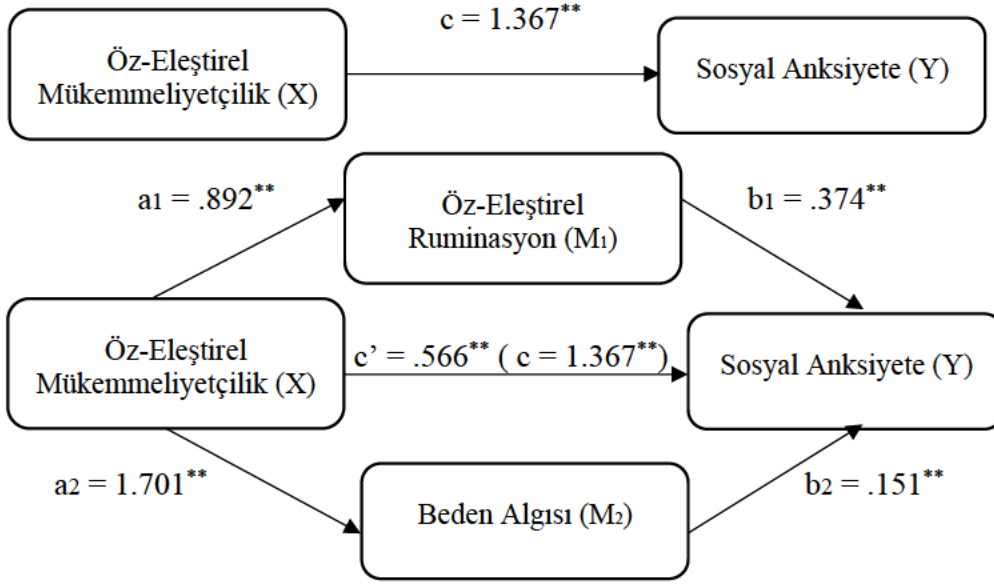 c = 1.367**
Öz-Eleştirel
Mükemmeliyetçilik (X)
Sosyal Anksiyete (Y)
a1 = .892**
Öz-Eleştirel
Ruminasyon (M1)
b1 = .374**
Öz-Eleştirel
Mükemmeliyetçilik (X)
c’ = .566** ( c = 1.367**)
Sosyal Anksiyete (Y)
a2 = 1.701**
Beden Algısı (M2)
b2 = .151**